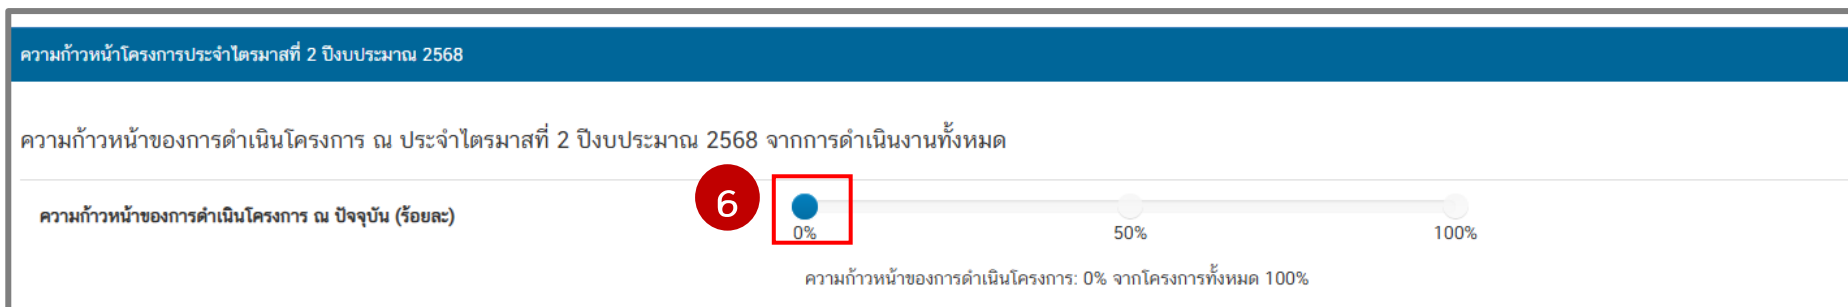 ความก้าวหน้าโครงการประจำไตรมาสที่ 2 ปีงบประมาณ 2568
ความก้าวหน้าของการดำเนินโครงการ ณ ประจำไตรมาสที่ 2 ปีงบประมาณ 2568 จากการดำเนินงานทั้งหมด
ความก้าวหน้าของการดำเนินโครงการ ณ ปัจจุบัน (ร้อยละ)
6
0% 50% 100%
ความก้าวหน้าของการดำเนินโครงการ: 0% จากโครงการทั้งหมด 100%